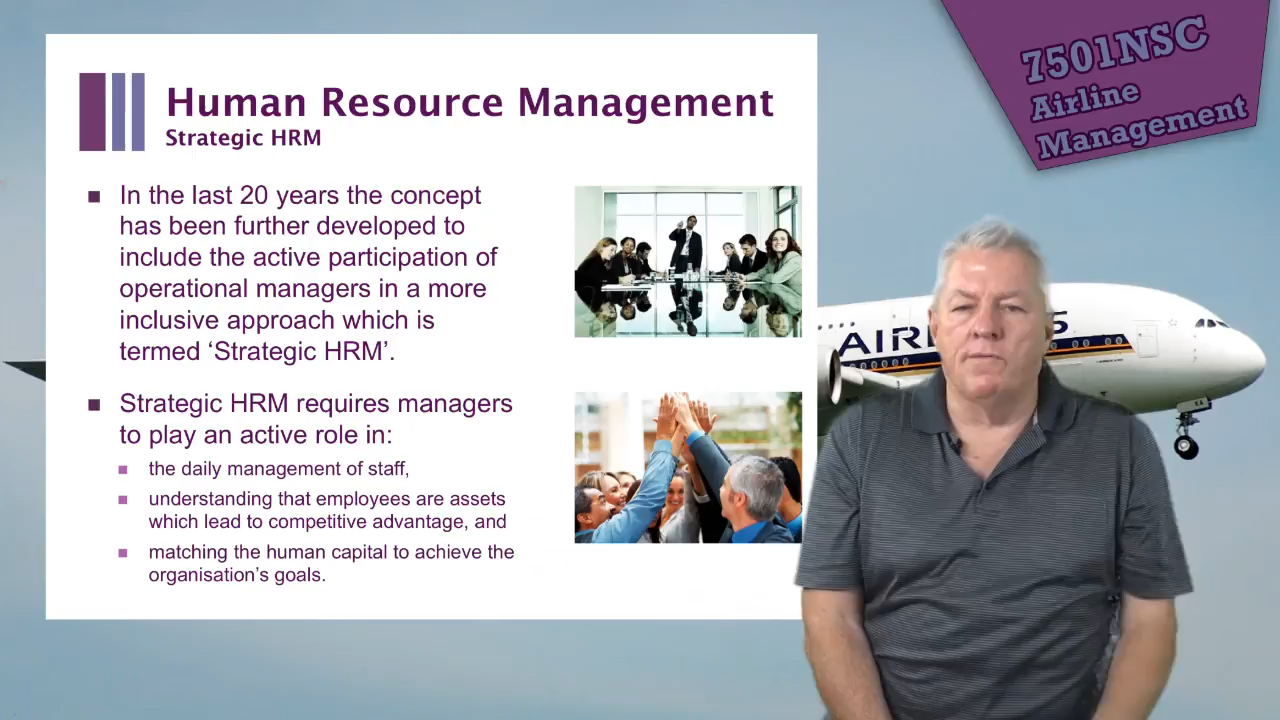 Human Resource Management
Strategic HRM
In the last 20 years the concept
has been further developed to
include the active participation of
operational managers in a more
inclusive approach which is
termed ‘Strategic HRM’.
Strategic HRM requires managers
to play an active role in:
the daily management of staff,
understanding that employees are assets
which lead to competitive advantage, and
matching the human capital to achieve the
organisation’s goals.
7501NSC
Airline
Management